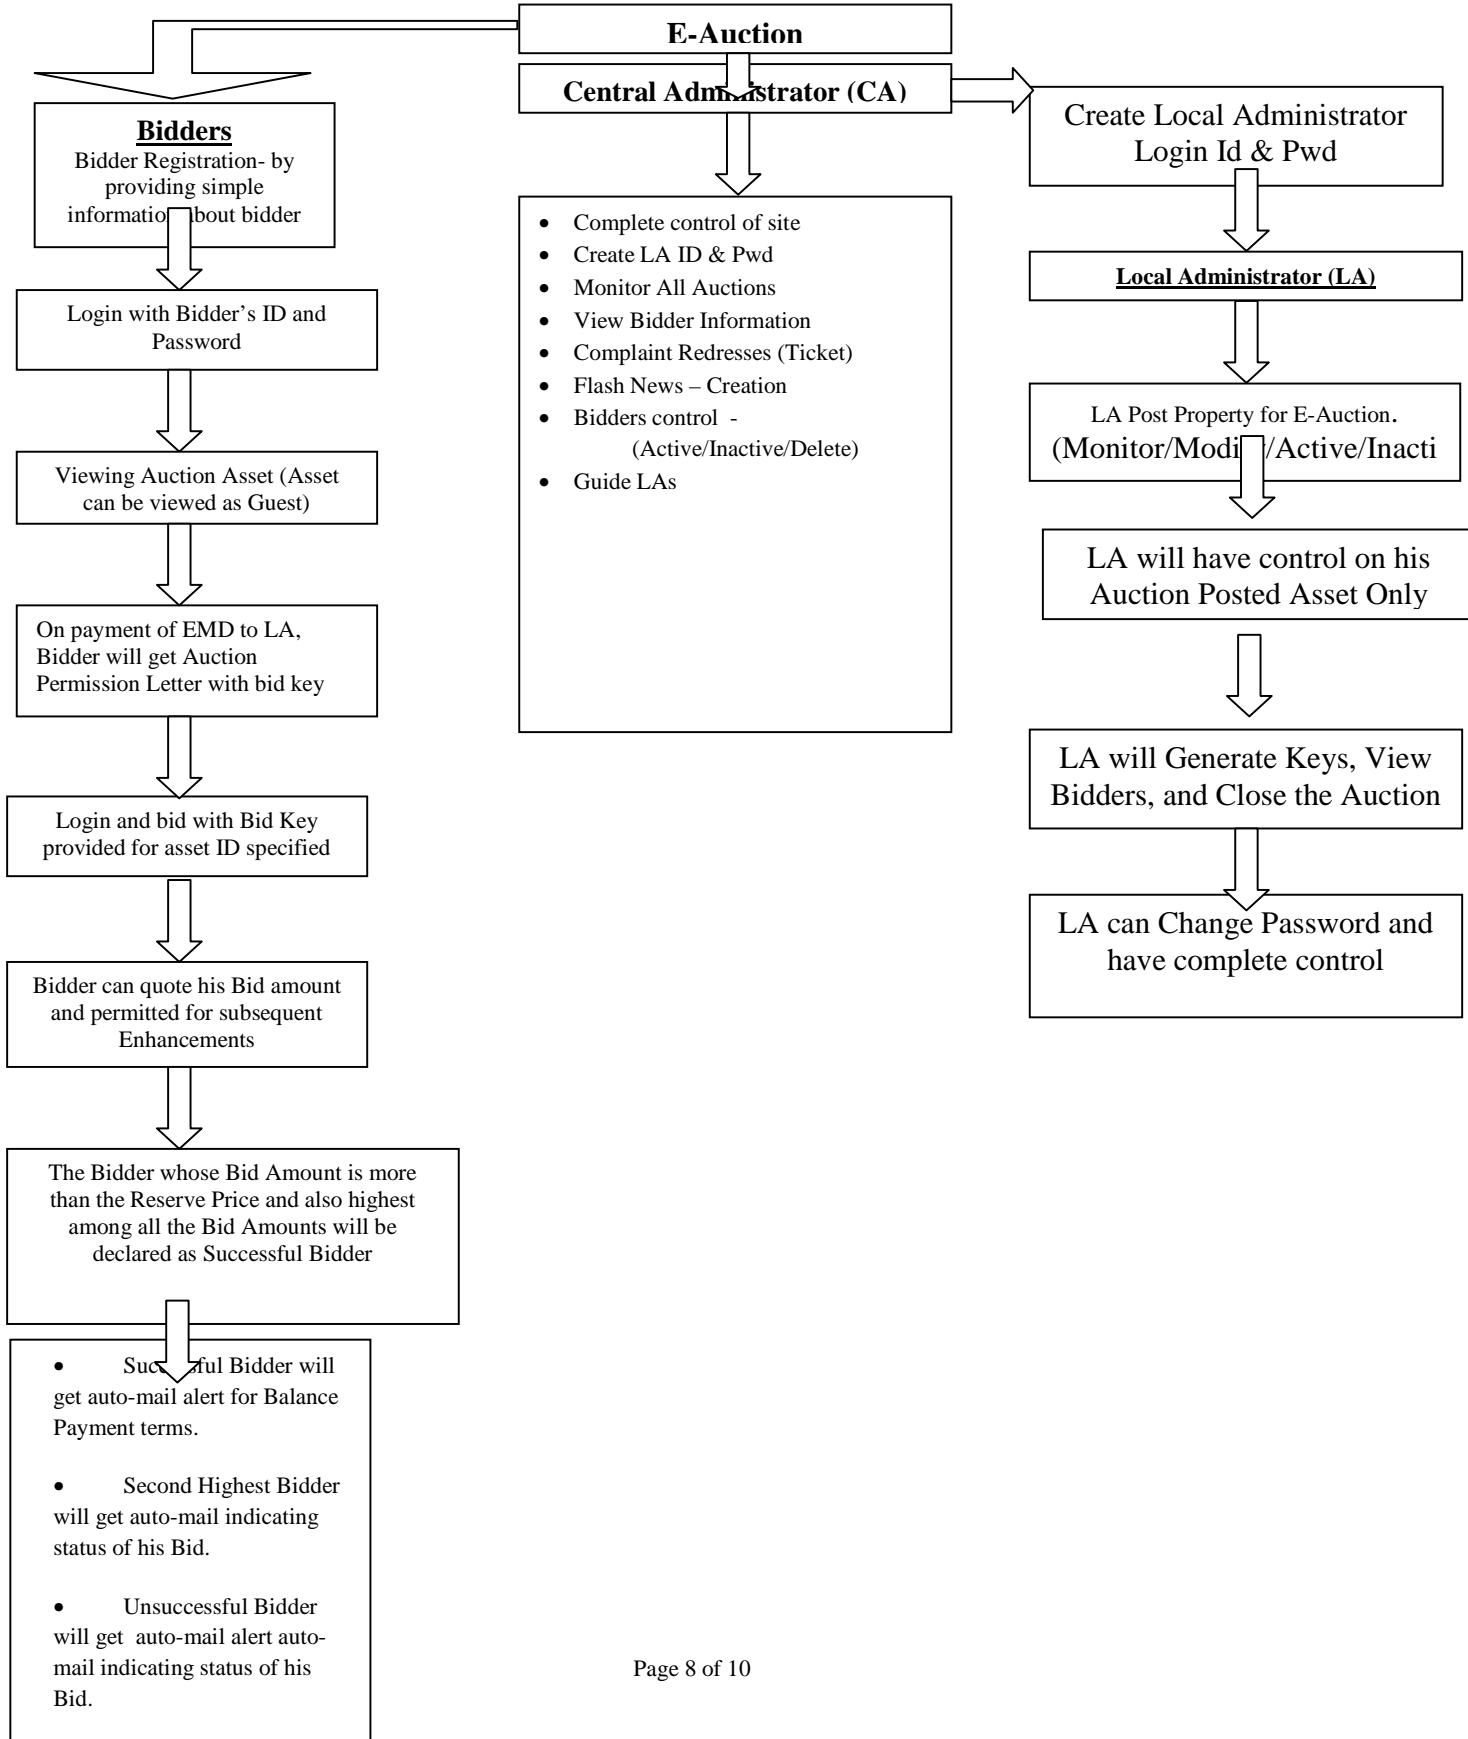 E-Auction
Central Administrator (CA)
Bidders
Bidder Registration- by
providing simple
information about bidder
Login with Bidder’s ID and
Password
Viewing Auction Asset (Asset
can be viewed as Guest)
On payment of EMD to LA,
Bidder will get Auction
Permission Letter with bid key
Login and bid with Bid Key
provided for asset ID specified
Bidder can quote his Bid amount
and permitted for subsequent
Enhancements
The Bidder whose Bid Amount is more
than the Reserve Price and also highest
among all the Bid Amounts will be
declared as Successful Bidder
• Successful Bidder will
get auto-mail alert for Balance
Payment terms.
• Second Highest Bidder
will get auto-mail indicating
status of his Bid.
• Unsuccessful Bidder
will get auto-mail alert auto-
mail indicating status of his
Bid.
• Complete control of site
• Create LA ID & Pwd
• Monitor All Auctions
• View Bidder Information
• Complaint Redresses (Ticket)
• Flash News – Creation
• Bidders control -
(Active/Inactive/Delete)
• Guide LAs
Create Local Administrator
Login Id & Pwd
Local Administrator (LA)
LA Post Property for E-Auction.
(Monitor/Modify/Active/Inacti
LA will have control on his
Auction Posted Asset Only
LA will Generate Keys, View
Bidders, and Close the Auction
LA can Change Password and
have complete control
Page 8 of 10